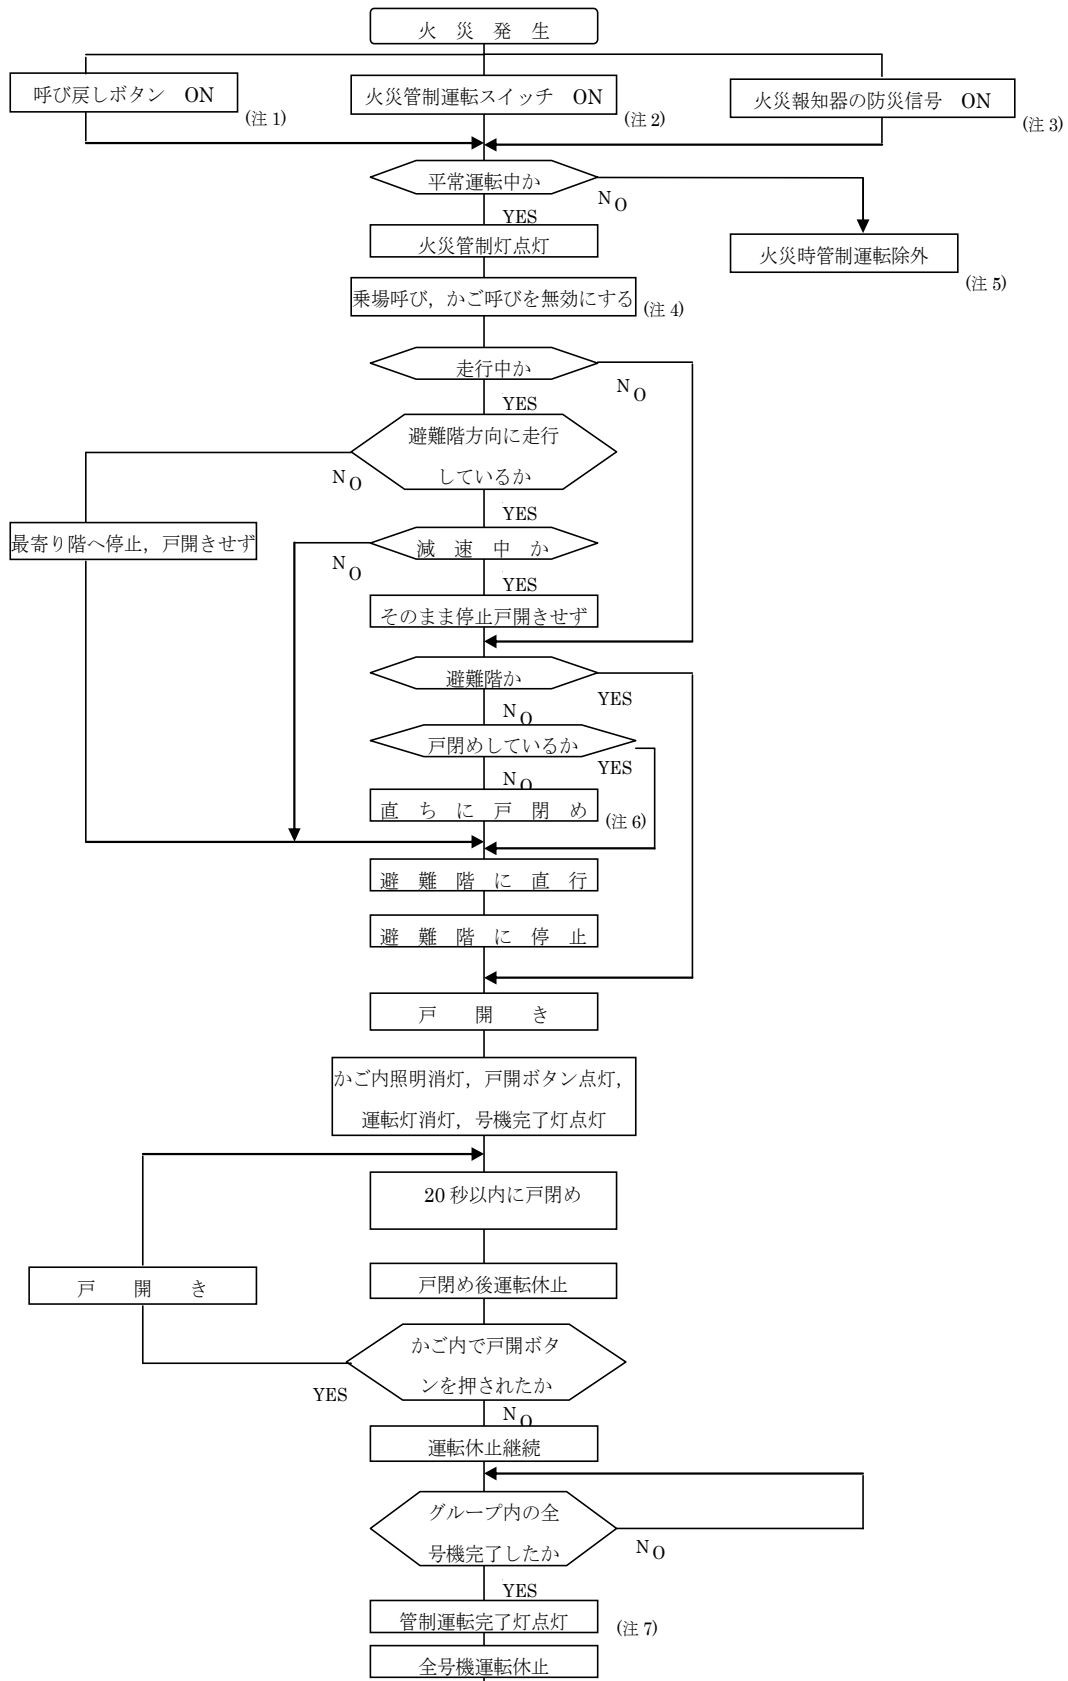 火　災　発　生
呼び戻しボタン　ON
(注 1)
火災管制運転スイッチ　ON
(注 2)
火災報知器の防災信号　ON
(注 3)
平常運転中か
NO
YES
火災管制灯点灯
火災時管制運転除外
(注 5)
乗場呼び，かご呼びを無効にする
(注 4)
走行中か
NO
YES
避難階方向に走行
しているか
NO
YES
最寄り階へ停止，戸開きせず
減　速　中　か
NO
YES
そのまま停止戸開きせず
避難階か
YES
NO
戸閉めしているか
YES
NO
直　ち　に　戸　閉　め
(注 6)
避　難　階　に　直　行
避　難　階　に　停　止
戸　　開　　き
かご内照明消灯，戸開ボタン点灯，
運転灯消灯，号機完了灯点灯
20 秒以内に戸閉め
戸　　開　　き
戸閉め後運転休止
かご内で戸開ボタ
ンを押されたか
YES
NO
運転休止継続
グループ内の全
号機完了したか
NO
YES
管制運転完了灯点灯
(注 7)
全号機運転休止